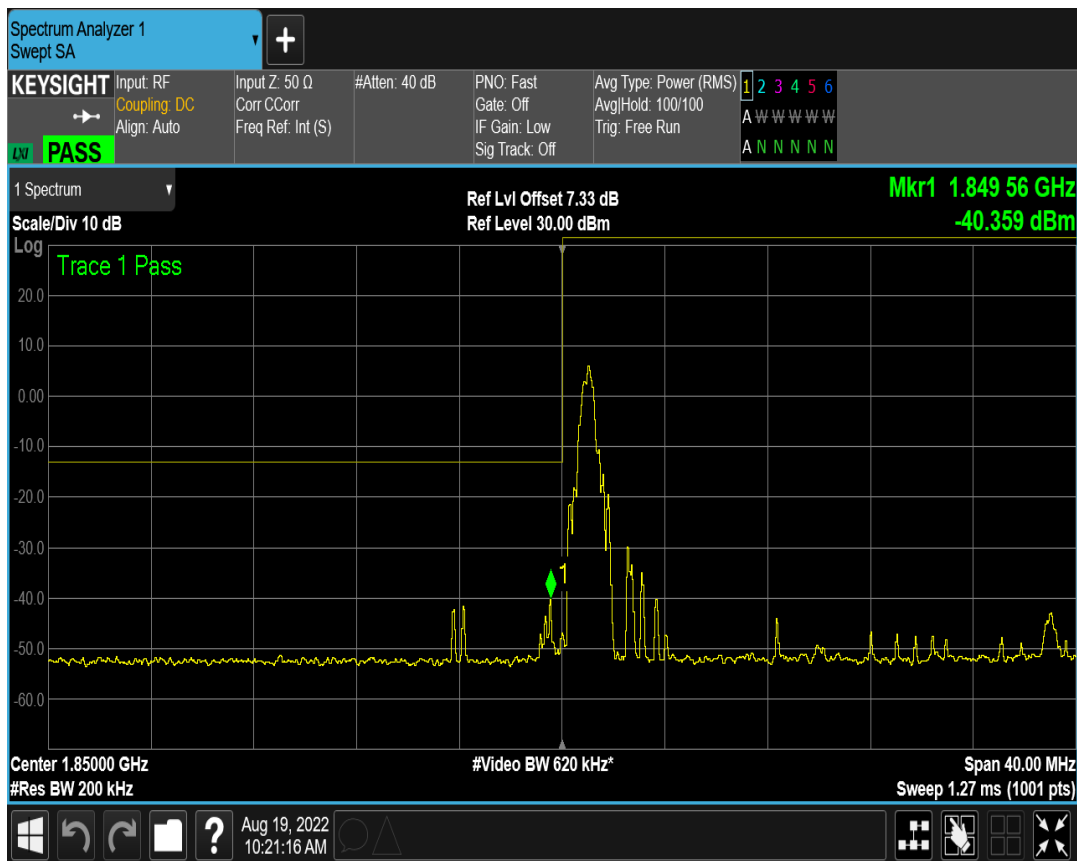 Spectrum Analyzer 1
Swept SA
+
KEYSIGHT
LXI PASS
Input: RF
Coupling: DC
Align: Auto
Input Z: 50 Ω
Corr CCorr
Freq Ref: Int (S)
#Atten: 40 dB
PNO: Fast
Gate: Off
IF Gain: Low
Sig Track: Off
Avg Type: Power (RMS)
Avg|Hold: 100/100
Trig: Free Run
1 2 3 4 5 6
A W W W W W
A N N N N N
1 Spectrum
Scale/Div 10 dB
Ref Lvl Offset 7.33 dB
Ref Level 30.00 dBm
Mkr1 1.849 56 GHz
-40.359 dBm
Log
Trace 1 Pass
20.0
10.0
0.00
-10.0
-20.0
-30.0
1
-40.0
-50.0
-60.0
Center 1.85000 GHz
#Res BW 200 kHz
#Video BW 620 kHz*
Span 40.00 MHz
Sweep 1.27 ms (1001 pts)
?
Aug 19, 2022
10:21:16 AM